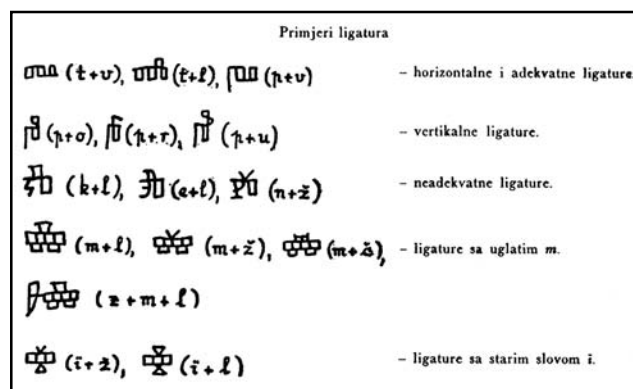 Primjeri ligatura
(t+v), (t+l), (p+v) – horizontalne i adekvatne ligature.
(p+o), (p+r), (p+u) – vertikalne ligature.
(k+l), (e+l), (n+ž) – neadekvatne ligature.
(m+l), (m+ž), (m+š), – ligature sa uglatim m.
(z+m+l)
(i+ž), (i+l) – ligature sa starim slovom i.